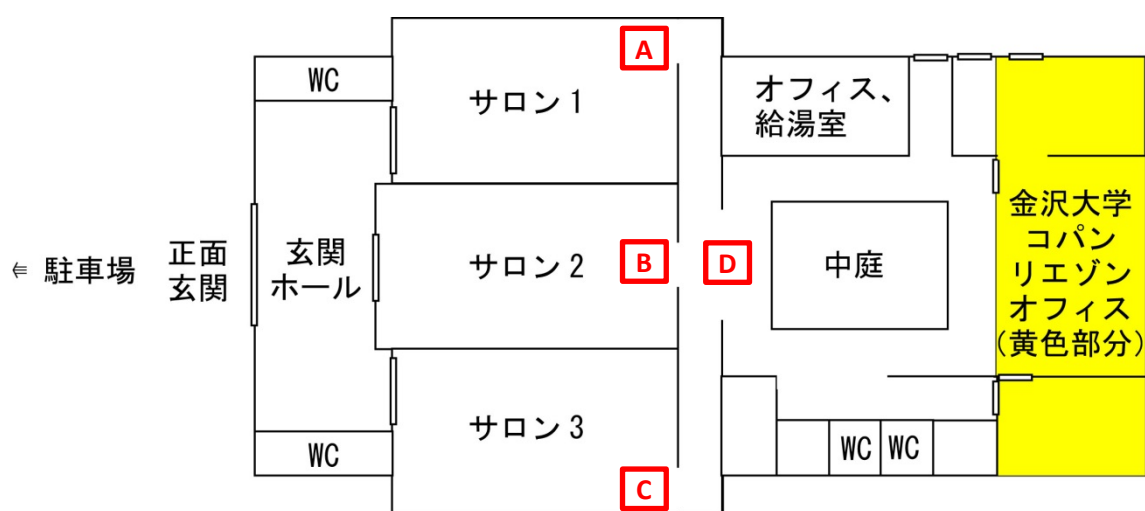 A
WC
サロン1
オフィス、
給湯室
⇐ 駐車場
正面
玄関
玄関
ホール
サロン2
B
D
中庭
金沢大学
コパン
リエゾン
オフィス
(黄色部分)
サロン3
WC
C
WC
WC